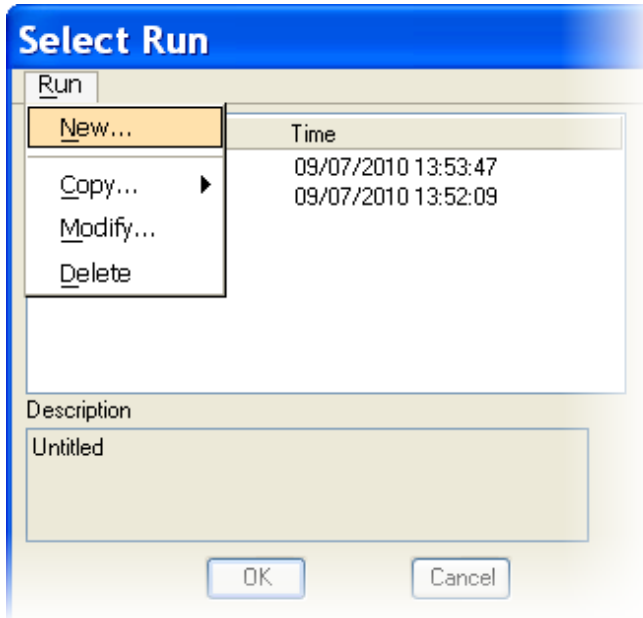 Select Run
Run
New...
Time
09/07/2010 13:53:47
Copy...
09/07/2010 13:52:09
Modify...
Delete
Description
Untitled
OK Cancel